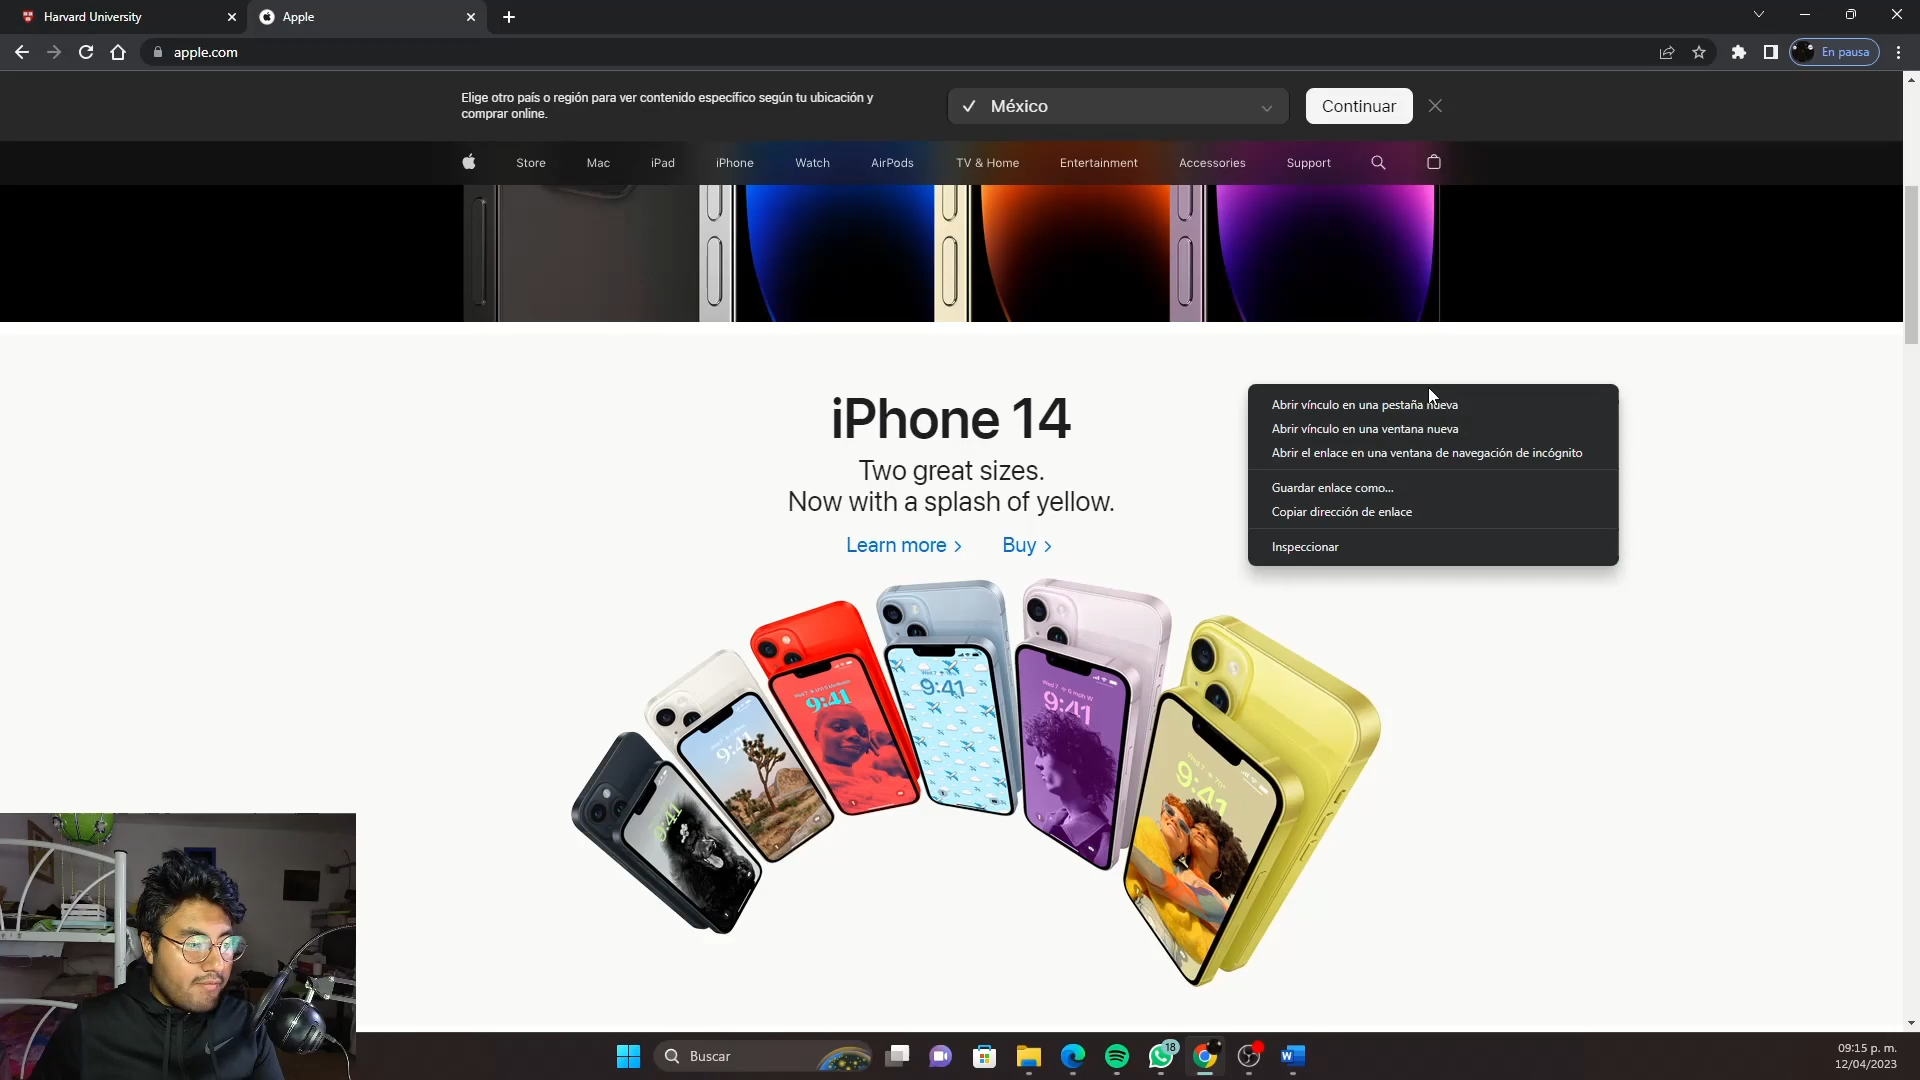 Harvard University
Apple
apple.com
En pausa
Elige otro país o región para ver contenido específico según tu ubicación y
comprar online.
México
Continuar
Store
Mac
iPad
iPhone
Watch
AirPods
TV & Home
Entertainment
Accessories
Support
iPhone 14
Two great sizes.
Now with a splash of yellow.
Learn more
Buy
Abrir vínculo en una pestaña nueva
Abrir vínculo en una ventana nueva
Abrir el enlace en una ventana de navegación de incógnito
Guardar enlace como...
Copiar dirección de enlace
Inspeccionar
9:41
9:41
9:41
9:41
9:41
9:41
Buscar
18
09:15 p. m.
12/04/2023